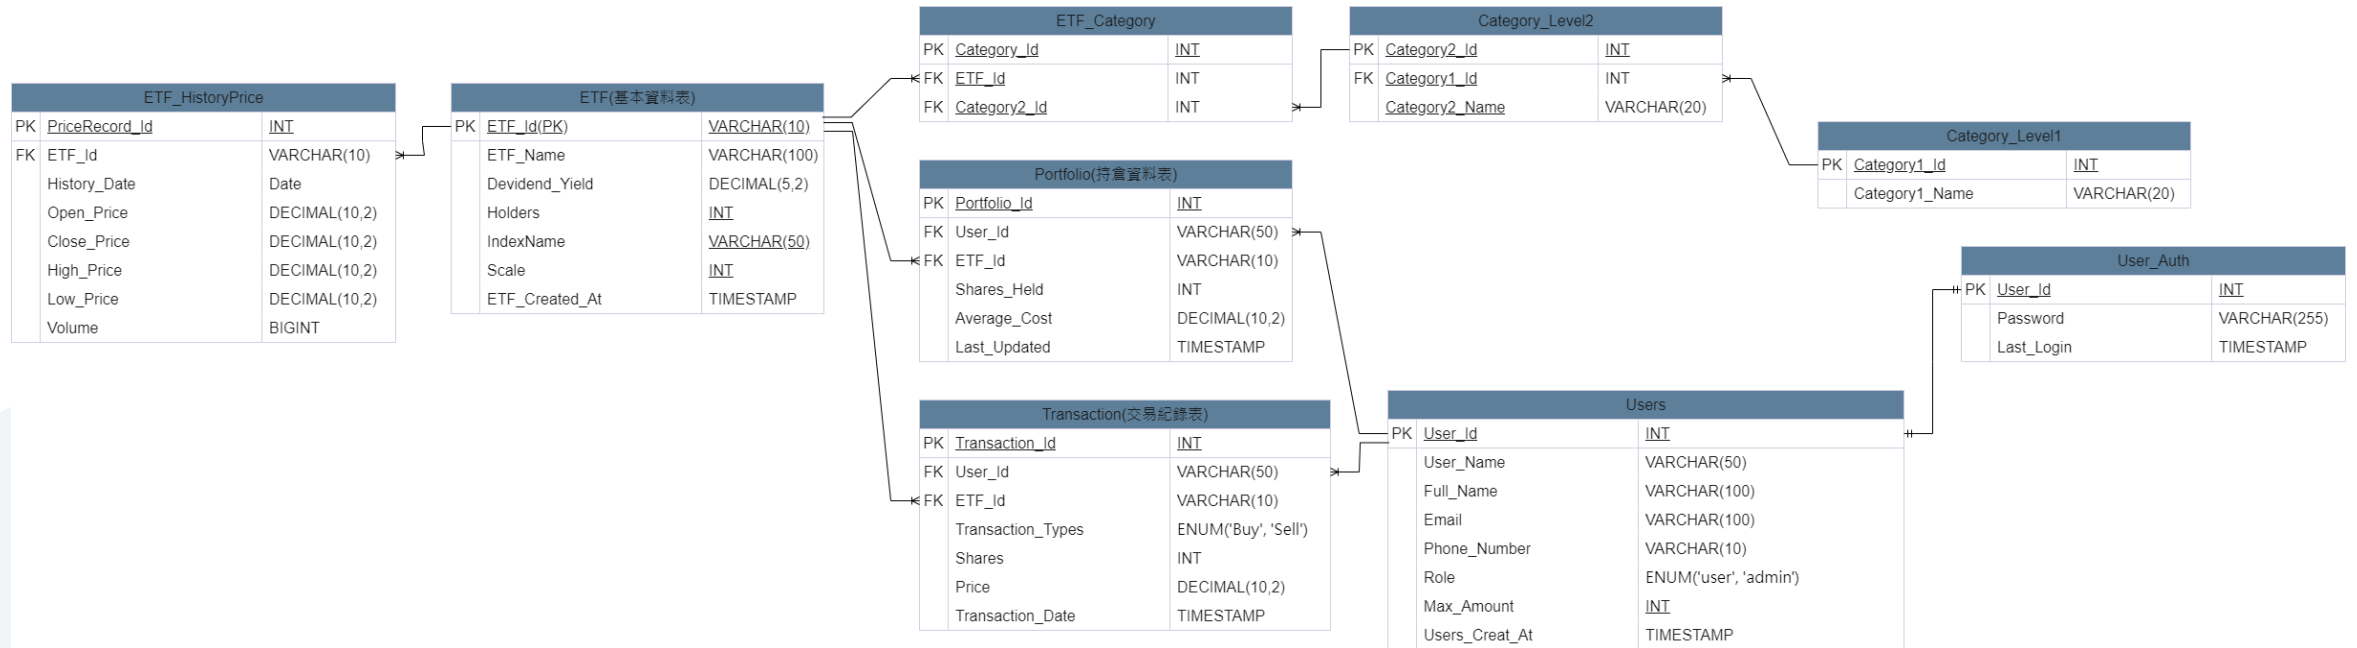 ETF_HistoryPrice
PK PriceRecord_Id INT
FK ETF_Id VARCHAR(10)
History_Date Date
Open_Price DECIMAL(10,2)
Close_Price DECIMAL(10,2)
High_Price DECIMAL(10,2)
Low_Price DECIMAL(10,2)
Volume BIGINT
ETF(基本資料表)
PK ETF_Id(PK) VARCHAR(10)
ETF_Name VARCHAR(100)
Devidend_Yield DECIMAL(5,2)
Holders INT
IndexName VARCHAR(50)
Scale INT
ETF_Created_At TIMESTAMP
ETF_Category
PK Category_Id INT
FK ETF_Id INT
FK Category2_Id INT
Portfolio(持倉資料表)
PK Portfolio_Id INT
FK User_Id VARCHAR(50)
FK ETF_Id VARCHAR(10)
Shares_Held INT
Average_Cost DECIMAL(10,2)
Last_Updated TIMESTAMP
Transaction(交易紀錄表)
PK Transaction_Id INT
FK User_Id VARCHAR(50)
FK ETF_Id VARCHAR(10)
Transaction_Types ENUM('Buy', 'Sell')
Shares INT
Price DECIMAL(10,2)
Transaction_Date TIMESTAMP
Category_Level2
PK Category2_Id INT
FK Category1_Id INT
Category2_Name VARCHAR(20)
Category_Level1
PK Category1_Id INT
Category1_Name VARCHAR(20)
User_Auth
PK User_Id INT
Password VARCHAR(255)
Last_Login TIMESTAMP
Users
PK User_Id INT
User_Name VARCHAR(50)
Full_Name VARCHAR(100)
Email VARCHAR(100)
Phone_Number VARCHAR(10)
Role ENUM('user', 'admin')
Max_Amount INT
Users_Creat_At TIMESTAMP